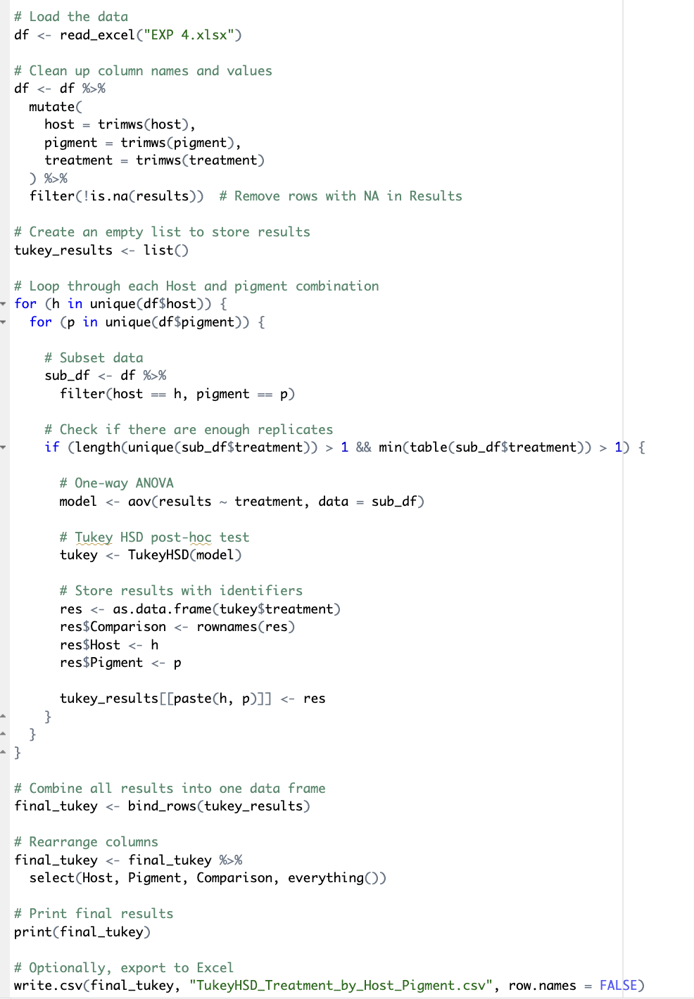 # Load the data
df <- read_excel("EXP 4.xlsx")
# Clean up column names and values
df <- df %>%
  mutate(
    host = trimws(host),
    pigment = trimws(pigment),
    treatment = trimws(treatment)
  ) %>%
  filter(!is.na(results))  # Remove rows with NA in Results
# Create an empty list to store results
tukey_results <- list()
# Loop through each Host and pigment combination
for (h in unique(df$host)) {
  for (p in unique(df$pigment)) {
    # Subset data
    sub_df <- df %>%
      filter(host == h, pigment == p)
    # Check if there are enough replicates
    if (length(unique(sub_df$treatment)) > 1 && min(table(sub_df$treatment)) > 1) {
      # One-way ANOVA
      model <- aov(results ~ treatment, data = sub_df)
      # Tukey HSD post-hoc test
      tukey <- TukeyHSD(model)
      # Store results with identifiers
      res <- as.data.frame(tukey$treatment)
      res$Comparison <- rownames(res)
      res$Host <- h
      res$Pigment <- p
      tukey_results[[paste(h, p)]] <- res
    }
  }
}
# Combine all results into one data frame
final_tukey <- bind_rows(tukey_results)
# Rearrange columns
final_tukey <- final_tukey %>%
  select(Host, Pigment, Comparison, everything())
# Print final results
print(final_tukey)
# Optionally, export to Excel
write.csv(final_tukey, "TukeyHSD_Treatment_by_Host_Pigment.csv", row.names = FALSE)